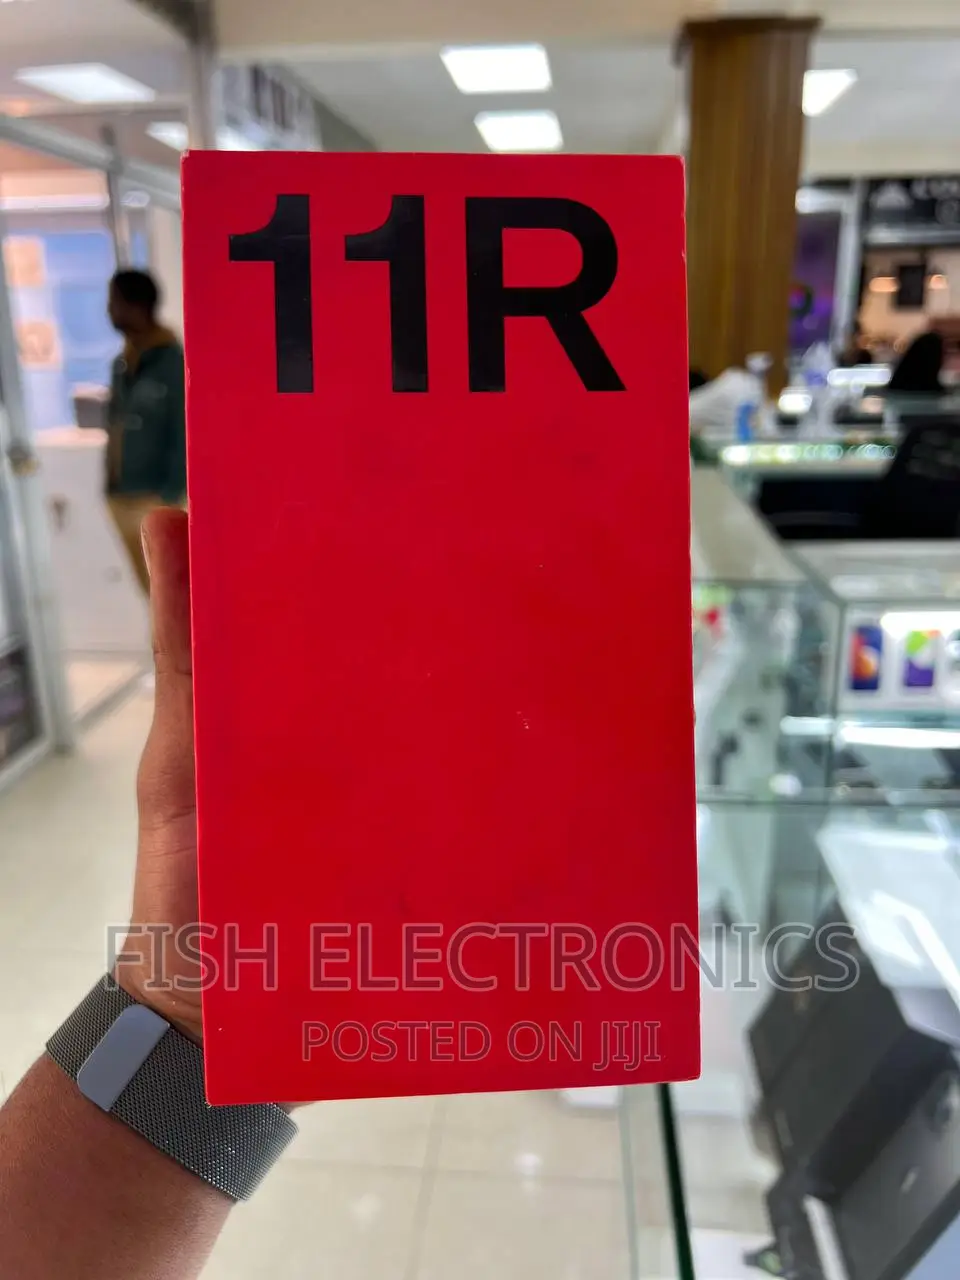 11R
FISH ELECTRONICS
POSTED ON JIJI